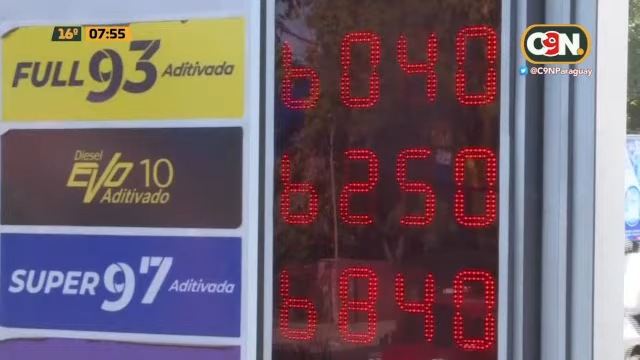 16º 07:55
C9N
@C9NParaguay
FULL 93 Aditivada 6040
Diesel
EVO 10
Aditivado 6250
SUPER 97 Aditivada 6840